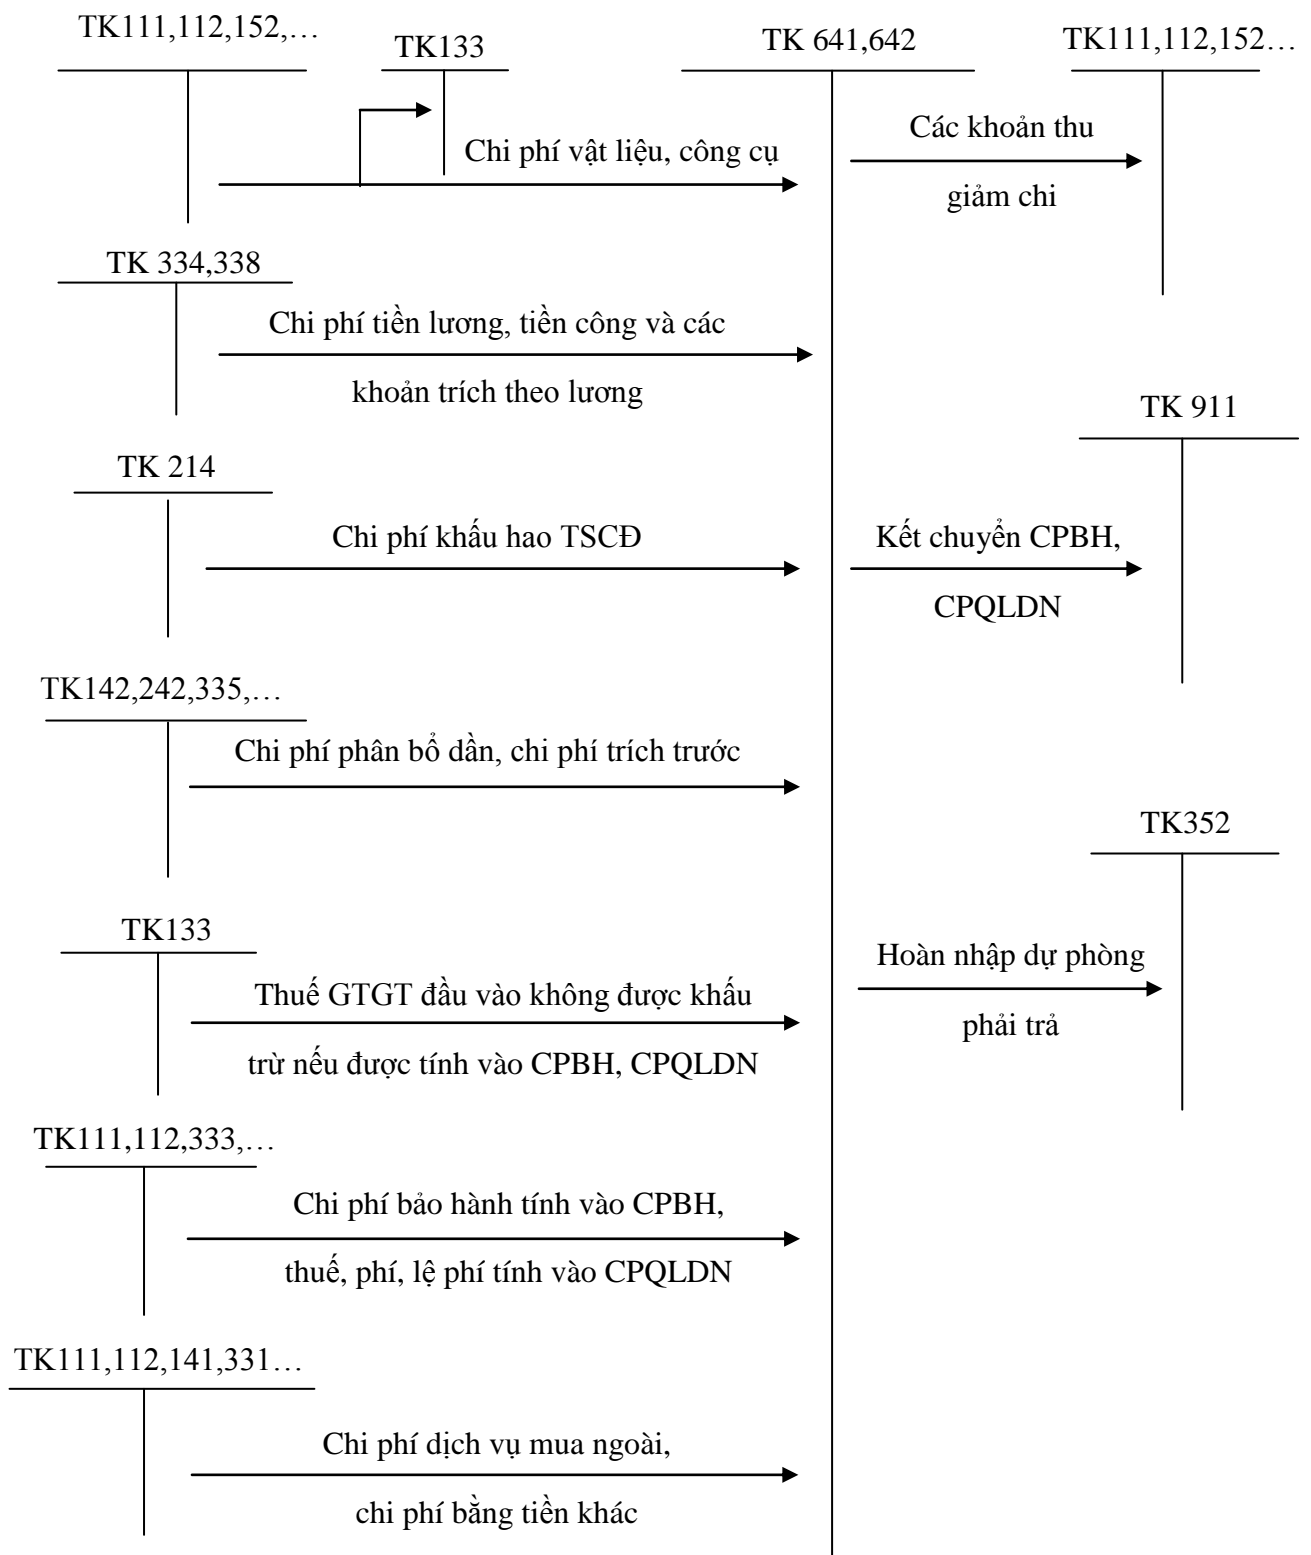 TK111,112,152,…
TK133
TK 641,642
TK111,112,152…
Chi phí vật liệu, công cụ
Các khoản thu
giảm chi
TK 334,338
Chi phí tiền lương, tiền công và các
khoản trích theo lương
TK 911
TK 214
Chi phí khấu hao TSCĐ
Kết chuyển CPBH,
CPQLDN
TK142,242,335,…
Chi phí phân bổ dần, chi phí trích trước
TK352
TK133
Thuế GTGT đầu vào không được khấu
trừ nếu được tính vào CPBH, CPQLDN
Hoàn nhập dự phòng
phải trả
TK111,112,333,…
Chi phí bảo hành tính vào CPBH,
thuế, phí, lệ phí tính vào CPQLDN
TK111,112,141,331…
Chi phí dịch vụ mua ngoài,
chi phí bằng tiền khác